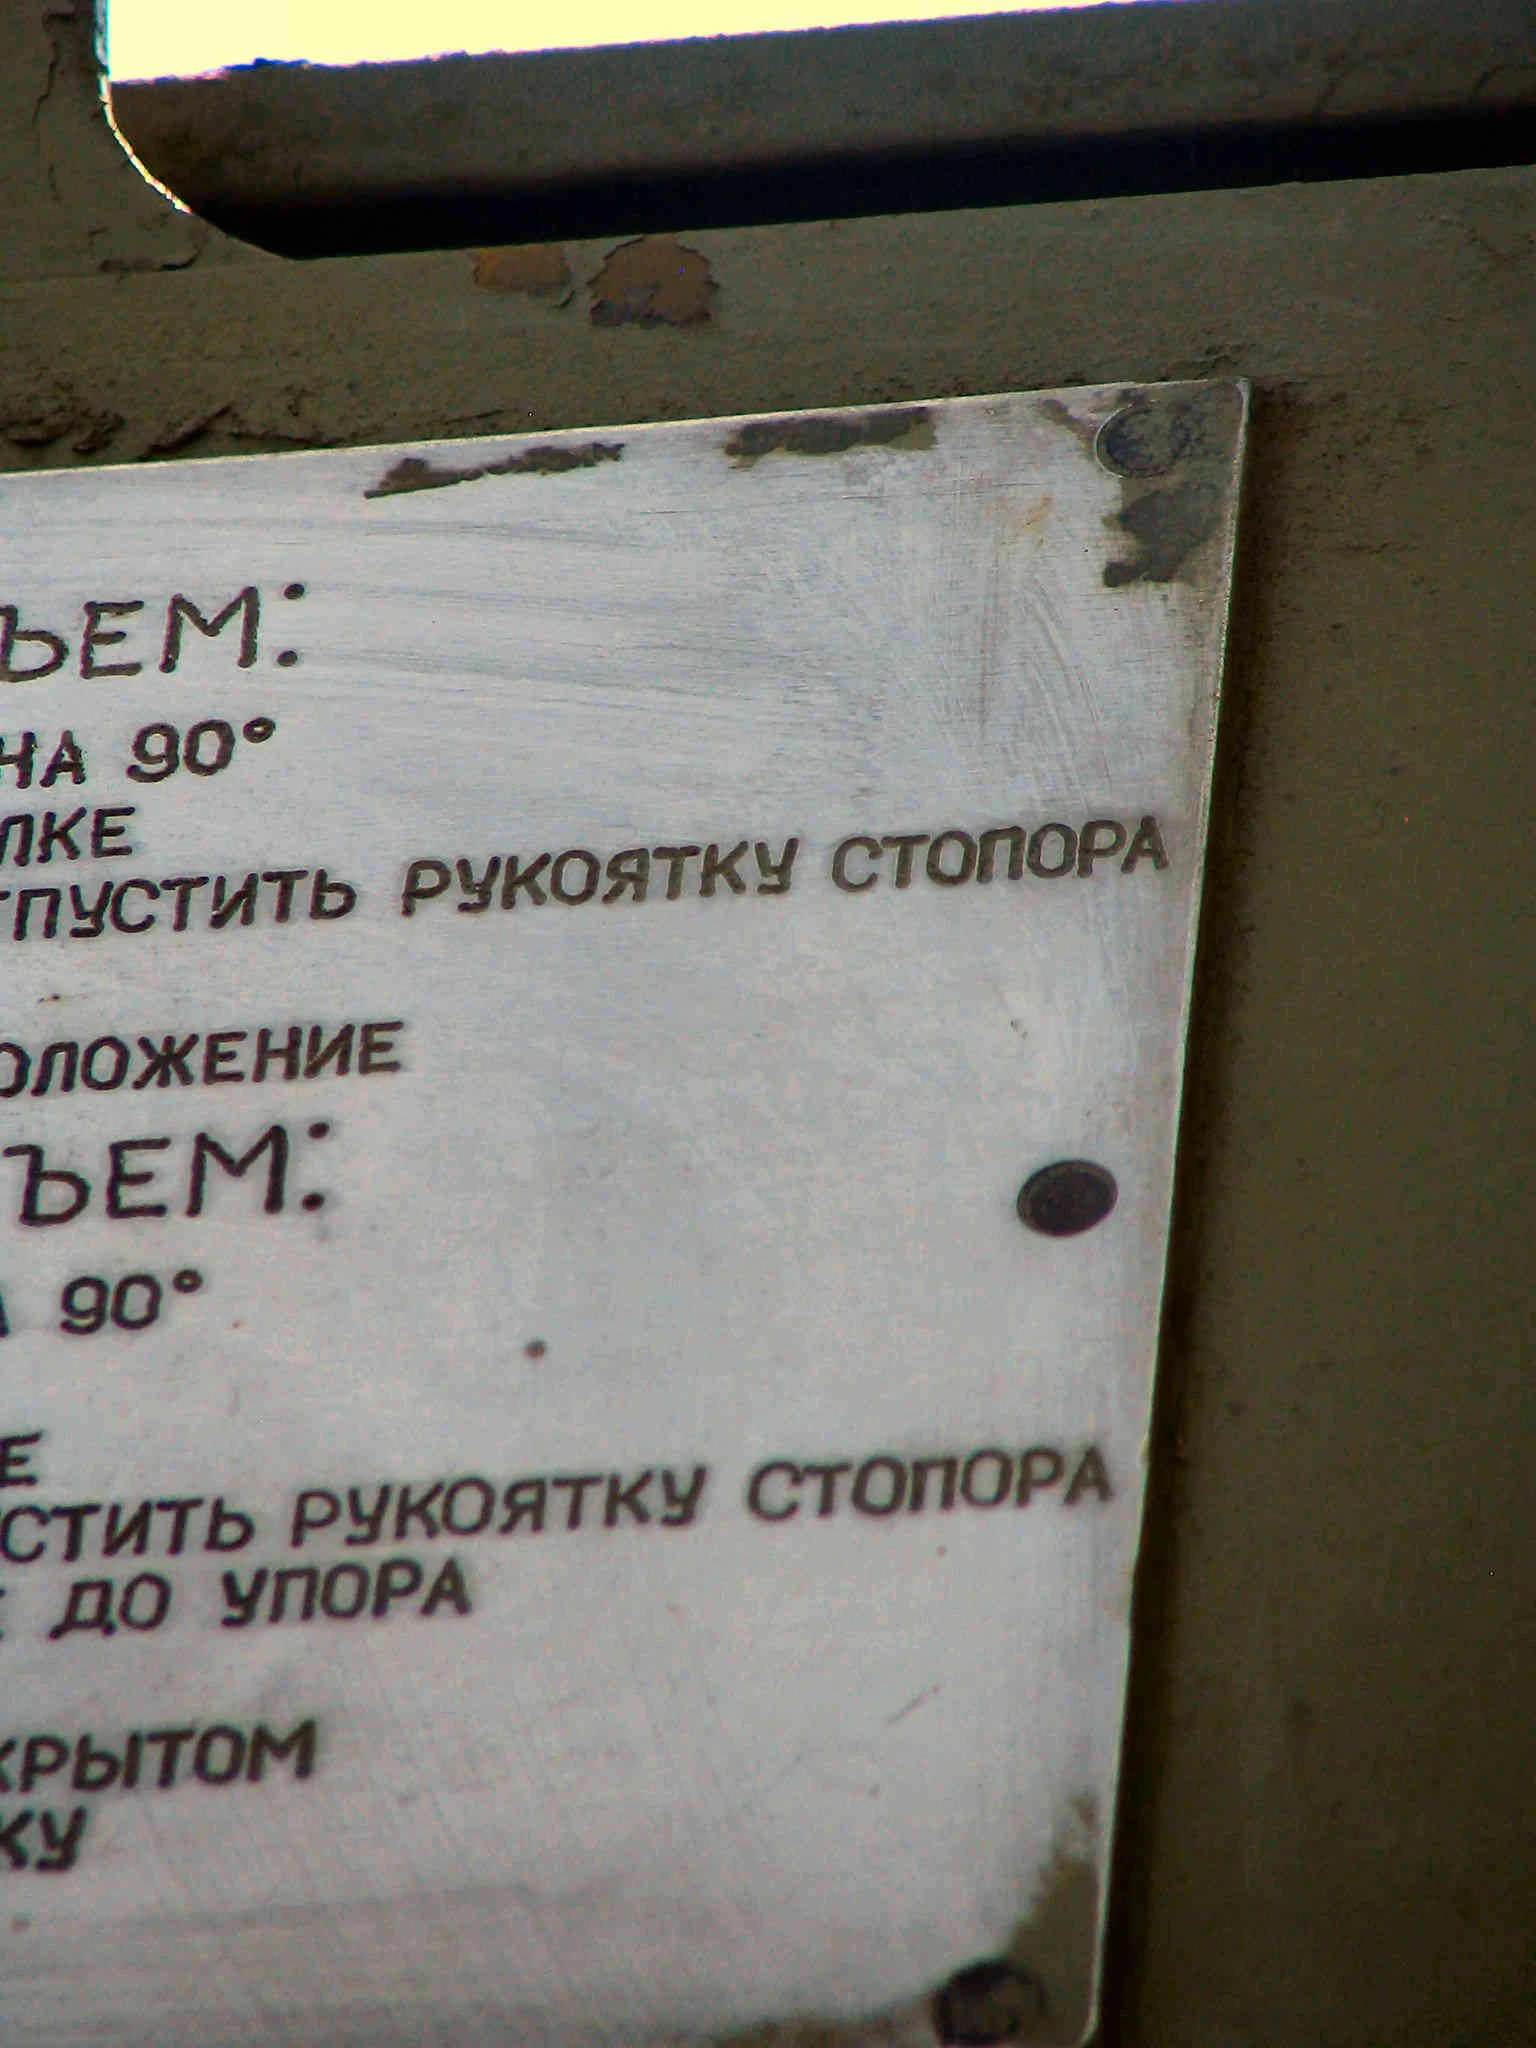 ЪЕМ:
НА 90°
ЛКЕ
ТПУСТИТЬ РУКОЯТКУ СТОПОРА
ОЛОЖЕНИЕ
ЪЕМ:
А 90°
Е
СТИТЬ РУКОЯТКУ СТОПОРА
Е ДО УПОРА
КРЫТОМ
КУ